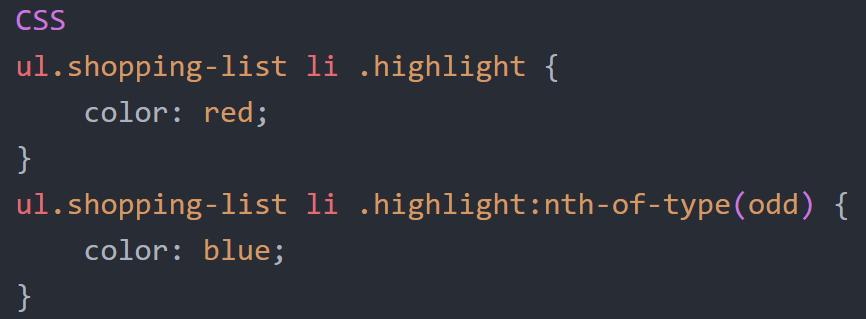 CSS
ul.shopping-list li .highlight {
    color: red;
}
ul.shopping-list li .highlight:nth-of-type(odd) {
    color: blue;
}